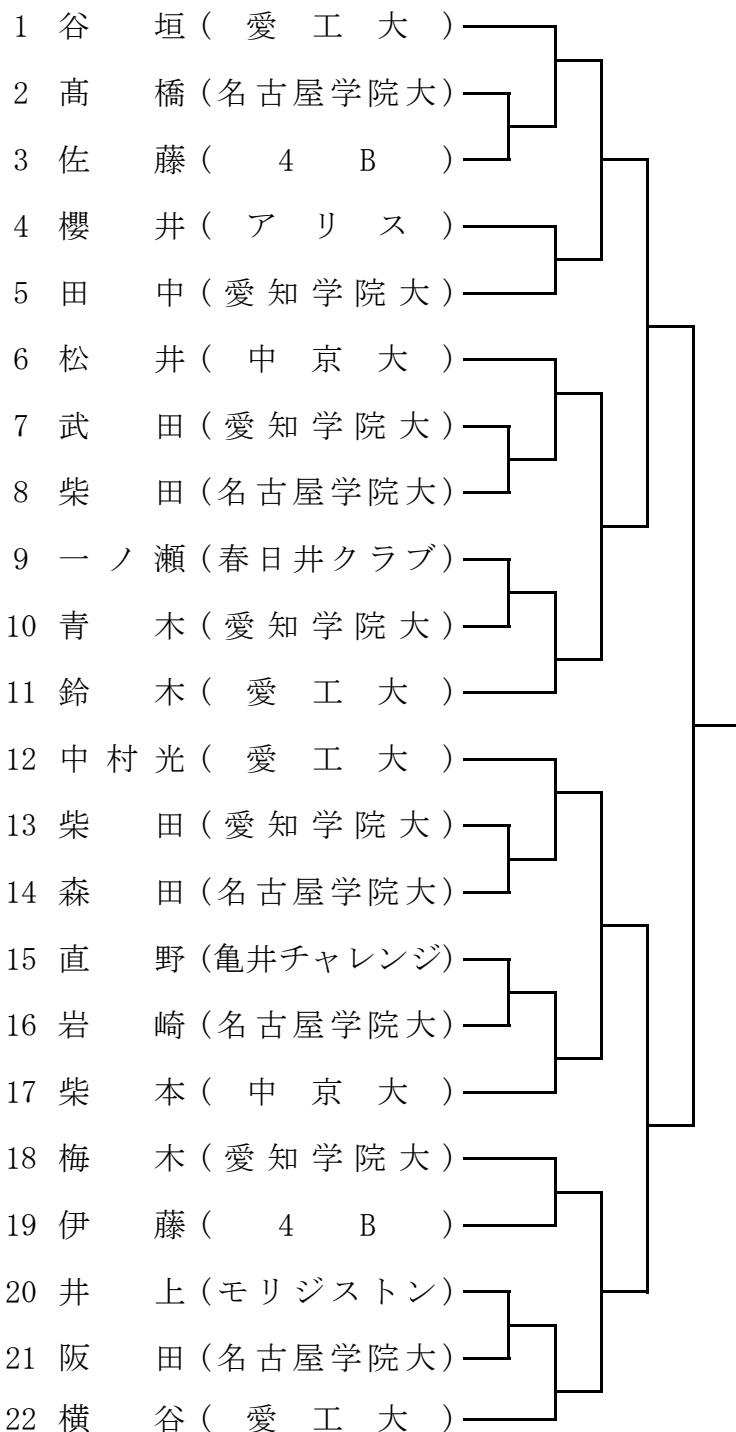 1 谷 垣 ( 愛 工 大 )
2 髙 橋 (名古屋学院大)
3 佐 藤 ( 4 B )
4 櫻 井 ( ア リ ス )
5 田 中 ( 愛 知 学 院 大 )
6 松 井 ( 中 京 大 )
7 武 田 ( 愛 知 学 院 大 )
8 柴 田 (名古屋学院大)
9 一 ノ 瀬 (春日井クラブ)
10 青 木 ( 愛 知 学 院 大 )
11 鈴 木 ( 愛 工 大 )
12 中 村 光 ( 愛 工 大 )
13 柴 田 ( 愛 知 学 院 大 )
14 森 田 (名古屋学院大)
15 直 野 (亀井チャレンジ)
16 岩 崎 (名古屋学院大)
17 柴 本 ( 中 京 大 )
18 梅 木 ( 愛 知 学 院 大 )
19 伊 藤 ( 4 B )
20 井 上 (モリジストン)
21 阪 田 (名古屋学院大)
22 横 谷 ( 愛 工 大 )